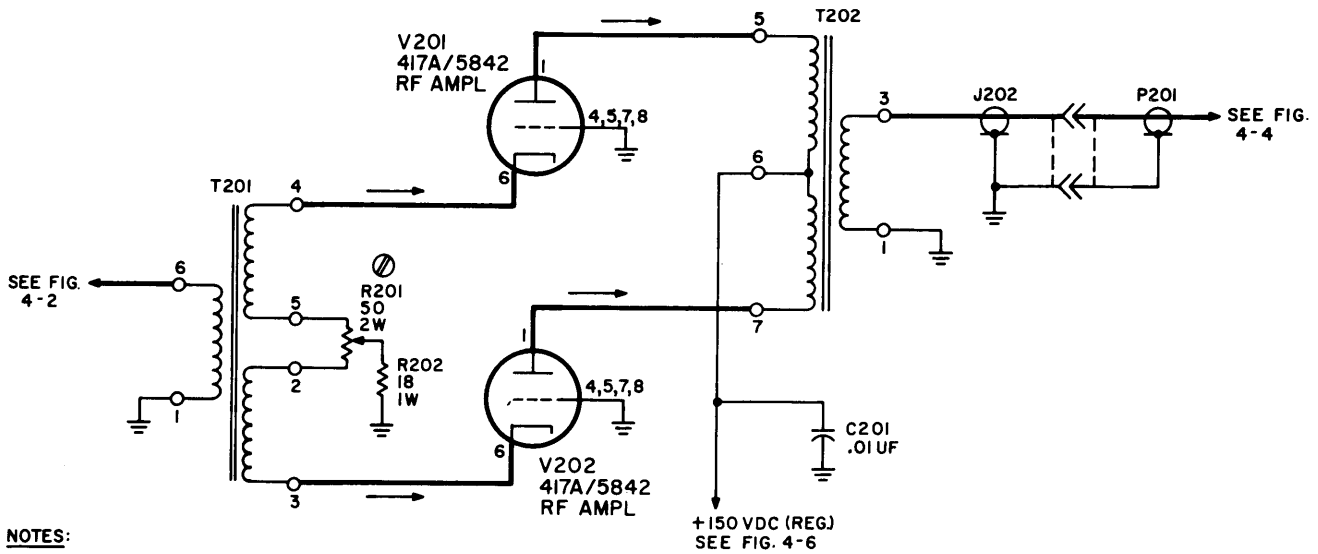 V201
417A/5842
RF AMPL
1
4,5,7,8
6
5
T202
3
J202
P201
SEE FIG.
4-4
6
1
7
T201
4
SEE FIG.
4-2
6
5
R201
50
2W
2
R202
18
1W
1
3
1
4,5,7,8
6
V202
417A/5842
RF AMPL
C201
.01UF
+150 VDC (REG.)
SEE FIG. 4-6
NOTES: